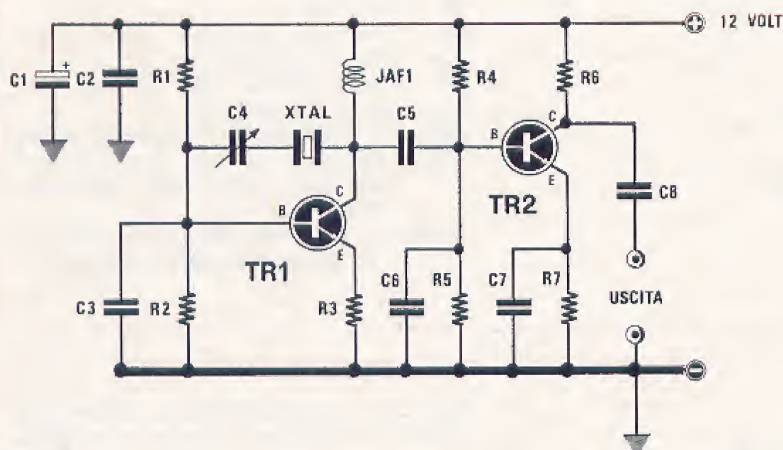 12 VOLT
C1
+
C2
R1
JAF1
R4
R6
C4
XTAL
C5
B
C
E
TR2
C8
B
C
E
TR1
C3
R2
R3
C6
R5
C7
R7
USCITA